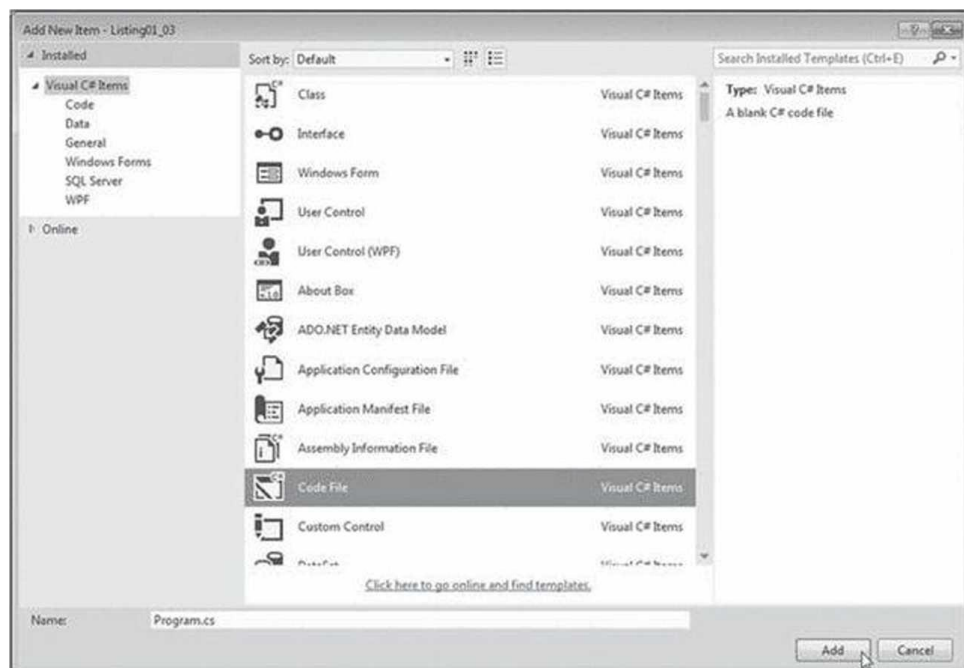 Add New Item - Listing01_03
Installed
Visual C# Items
Code
Data
General
Windows Forms
SQL Server
WPF
Online
Sort by: Default
Search Installed Templates (Ctrl+E)
Class Visual C# Items
Interface Visual C# Items
Windows Form Visual C# Items
User Control Visual C# Items
User Control (WPF) Visual C# Items
About Box Visual C# Items
ADO.NET Entity Data Model Visual C# Items
Application Configuration File Visual C# Items
Application Manifest File Visual C# Items
Assembly Information File Visual C# Items
Code File Visual C# Items
Custom Control Visual C# Items
DataSet Visual C# Items
Click here to go online and find templates.
Type: Visual C# Items
A blank C# code file
Name: Program.cs
Add Cancel